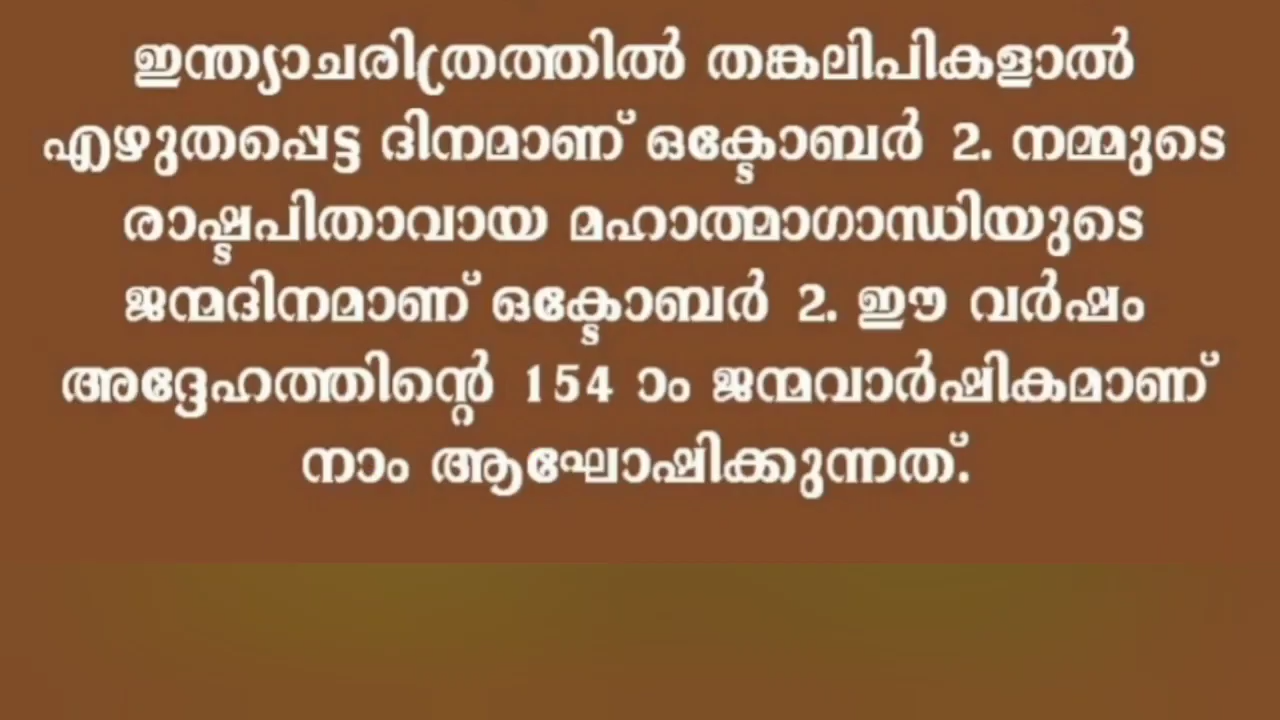 ഇന്ത്യാചരിത്രത്തിൽ തങ്കലിപികളാൽ
എഴുതപ്പെട്ട ദിനമാണ് ഒക്ടോബർ 2. നമ്മുടെ
രാഷ്ട്രപിതാവായ മഹാത്മാഗാന്ധിയുടെ
ജന്മദിനമാണ് ഒക്ടോബർ 2. ഈ വർഷം
അദ്ദേഹത്തിന്റെ 154 ാം ജന്മവാർഷികമാണ്
നാം ആഘോഷിക്കുന്നത്.